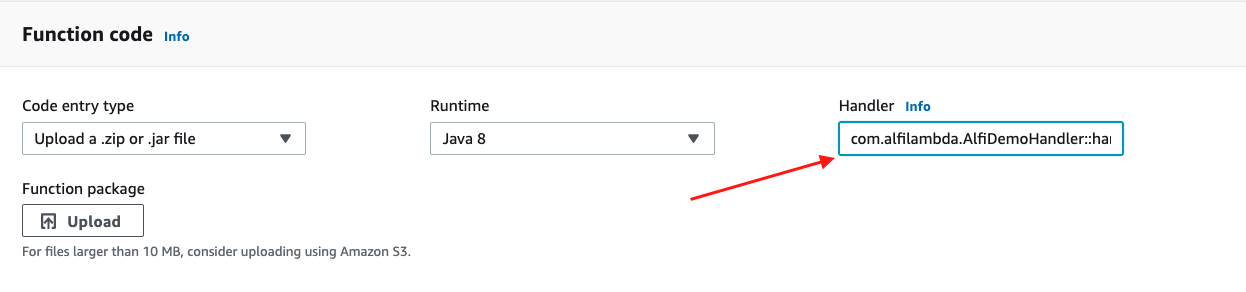 Function code Info
Code entry type Runtime Handler Info
Upload a .zip or .jar file Java 8 com.alfilambda.AlfiDemoHandler::ha
Function package
Upload
For files larger than 10 MB, consider uploading using Amazon S3.